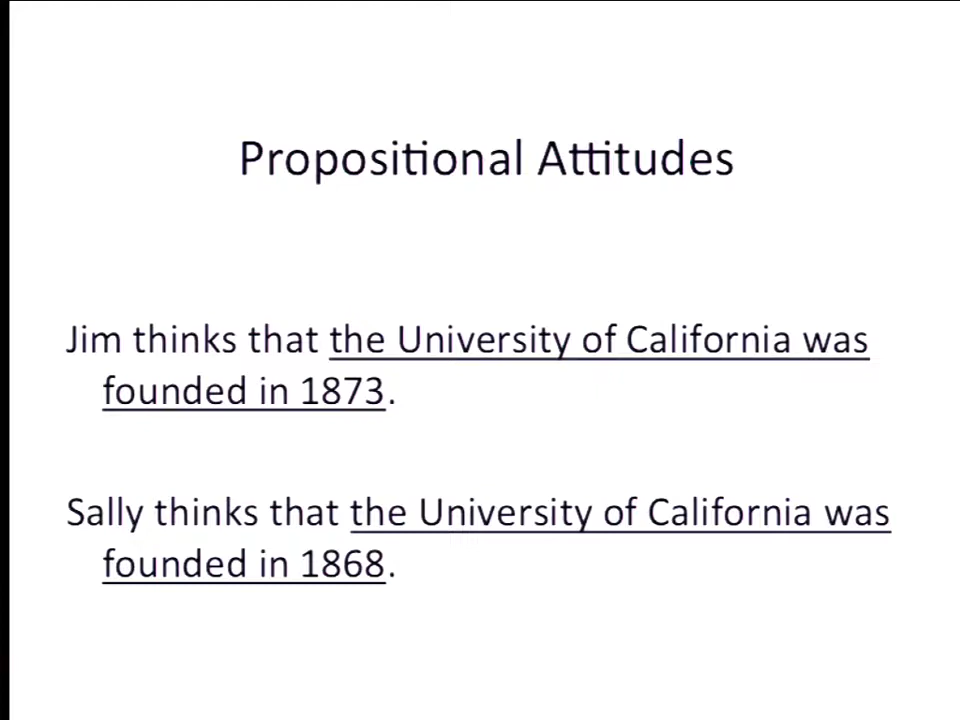 Propositional Attitudes
Jim thinks that the University of California was
founded in 1873.
Sally thinks that the University of California was
founded in 1868.